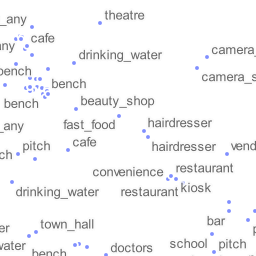 theatre
_any
cafe
any
camera_
drinking_water
bench
camera_s
bench
beauty_shop
bench
_any
fast_food
hairdresser
pitch
cafe
hairdresser
vend
ch
convenience
restaurant
drinking_water
restaurant
kiosk
town_hall
bar
er
p
water
bench
doctors
school
pitch